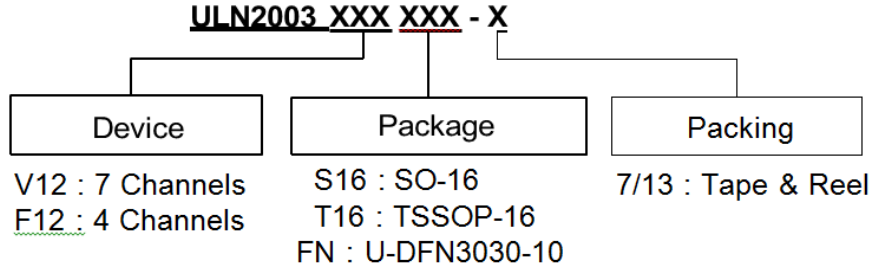 ULN2003 XXX XXX - X
Device
Package
Packing
V12 : 7 Channels
F12 : 4 Channels
S16 : SO-16
T16 : TSSOP-16
FN : U-DFN3030-10
7/13 : Tape & Reel